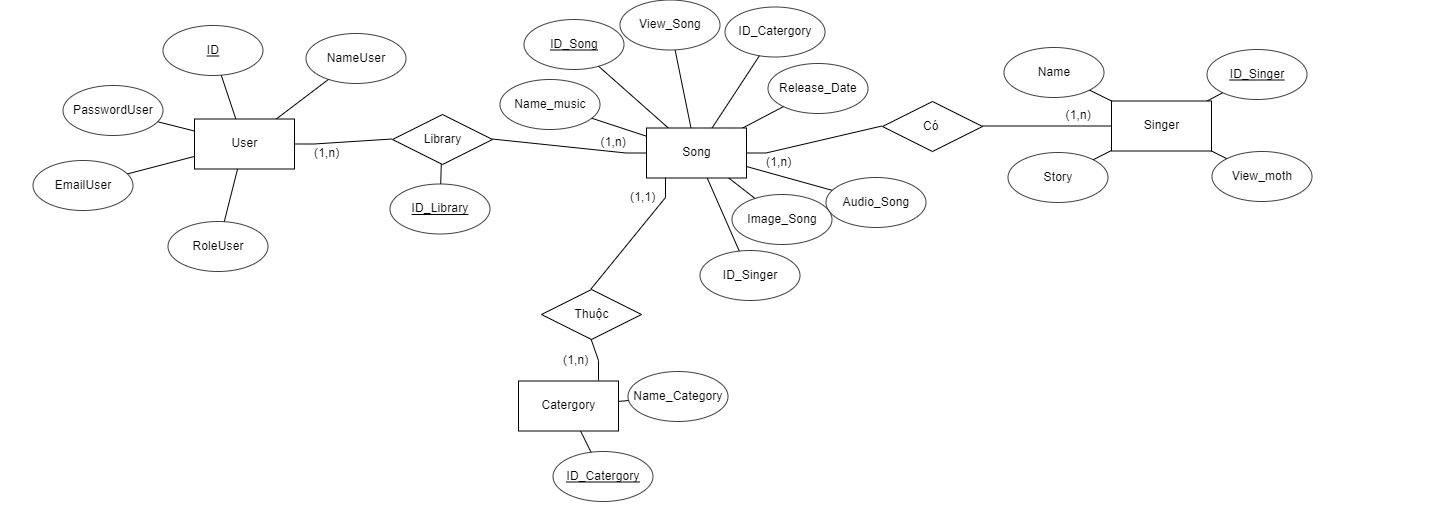 ID
NameUser
PasswordUser
User
EmailUser
RoleUser
(1,n)
Library
ID_Library
(1,n)
ID_Song
View_Song
ID_Catergory
Name_music
Release_Date
Song
(1,n)
(1,1)
Image_Song
Audio_Song
ID_Singer
Có
(1,n)
Name
ID_Singer
Singer
Story
View_moth
Thuộc
(1,n)
Catergory
Name_Category
ID_Catergory